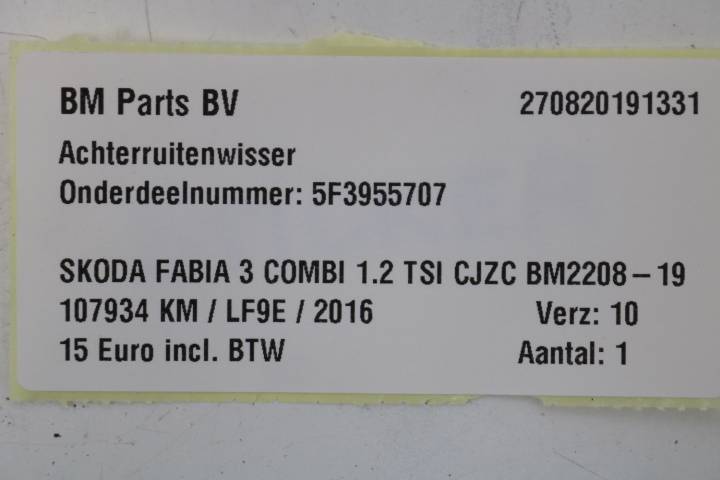 BM Parts BV 270820191331
Achterruitenwisser
Onderdeelnummer: 5F3955707
SKODA FABIA 3 COMBI 1.2 TSI CJZC BM2208 – 19
107934 KM / LF9E / 2016 Verz: 10
15 Euro incl. BTW Aantal: 1